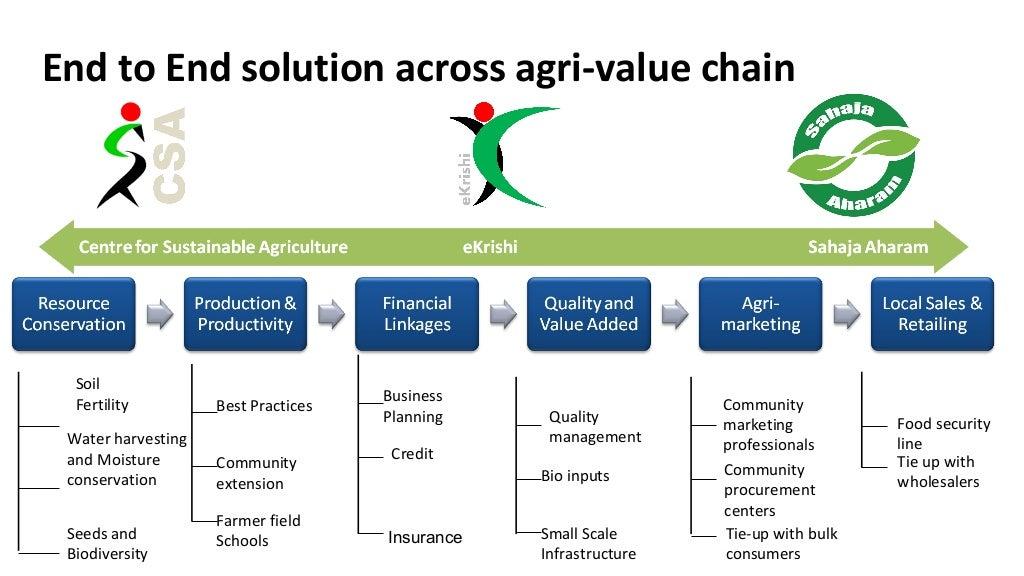 End to End solution across agri-value chain
CSA
eKrishi
Sahaja
Aharam
Centre for Sustainable Agriculture
eKrishi
Sahaja Aharam
Resource
Conservation
Production &
Productivity
Financial
Linkages
Quality and
Value Added
Agri-
marketing
Local Sales &
Retailing
Soil
Fertility
Water harvesting
and Moisture
conservation
Seeds and
Biodiversity
Best Practices
Community
extension
Farmer field
Schools
Business
Planning
Credit
Insurance
Quality
management
Bio inputs
Small Scale
Infrastructure
Community
marketing
professionals
Community
procurement
centers
Tie-up with bulk
consumers
Food security
line
Tie up with
wholesalers